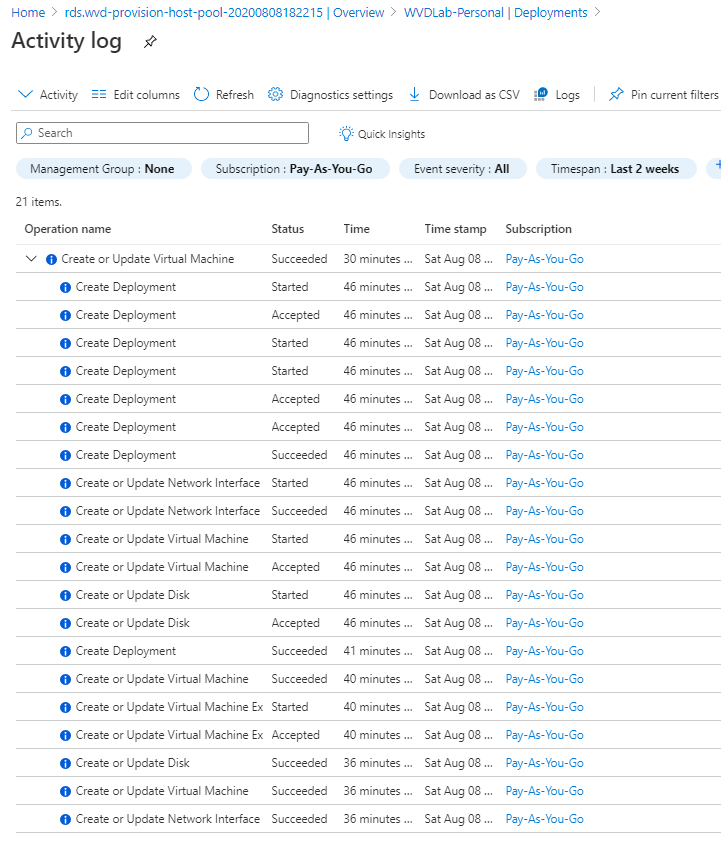 Home > rds.wvd-provision-host-pool-20200808182215 | Overview > WVDLab-Personal | Deployments >
Activity log
Activity Edit columns Refresh Diagnostics settings Download as CSV Logs Pin current filters
Search Quick Insights
Management Group : None Subscription : Pay-As-You-Go Event severity : All Timespan : Last 2 weeks +
21 items.
Operation name Status Time Time stamp Subscription
Create or Update Virtual Machine Succeeded 30 minutes ... Sat Aug 08 ... Pay-As-You-Go
Create Deployment Started 46 minutes ... Sat Aug 08 ... Pay-As-You-Go
Create Deployment Accepted 46 minutes ... Sat Aug 08 ... Pay-As-You-Go
Create Deployment Started 46 minutes ... Sat Aug 08 ... Pay-As-You-Go
Create Deployment Started 46 minutes ... Sat Aug 08 ... Pay-As-You-Go
Create Deployment Accepted 46 minutes ... Sat Aug 08 ... Pay-As-You-Go
Create Deployment Accepted 46 minutes ... Sat Aug 08 ... Pay-As-You-Go
Create Deployment Succeeded 46 minutes ... Sat Aug 08 ... Pay-As-You-Go
Create or Update Network Interface Started 46 minutes ... Sat Aug 08 ... Pay-As-You-Go
Create or Update Network Interface Succeeded 46 minutes ... Sat Aug 08 ... Pay-As-You-Go
Create or Update Virtual Machine Started 46 minutes ... Sat Aug 08 ... Pay-As-You-Go
Create or Update Virtual Machine Accepted 46 minutes ... Sat Aug 08 ... Pay-As-You-Go
Create or Update Disk Started 46 minutes ... Sat Aug 08 ... Pay-As-You-Go
Create or Update Disk Accepted 46 minutes ... Sat Aug 08 ... Pay-As-You-Go
Create Deployment Succeeded 41 minutes ... Sat Aug 08 ... Pay-As-You-Go
Create or Update Virtual Machine Succeeded 40 minutes ... Sat Aug 08 ... Pay-As-You-Go
Create or Update Virtual Machine Ex Started 40 minutes ... Sat Aug 08 ... Pay-As-You-Go
Create or Update Virtual Machine Ex Accepted 40 minutes ... Sat Aug 08 ... Pay-As-You-Go
Create or Update Disk Succeeded 36 minutes ... Sat Aug 08 ... Pay-As-You-Go
Create or Update Virtual Machine Succeeded 36 minutes ... Sat Aug 08 ... Pay-As-You-Go
Create or Update Network Interface Succeeded 36 minutes ... Sat Aug 08 ... Pay-As-You-Go